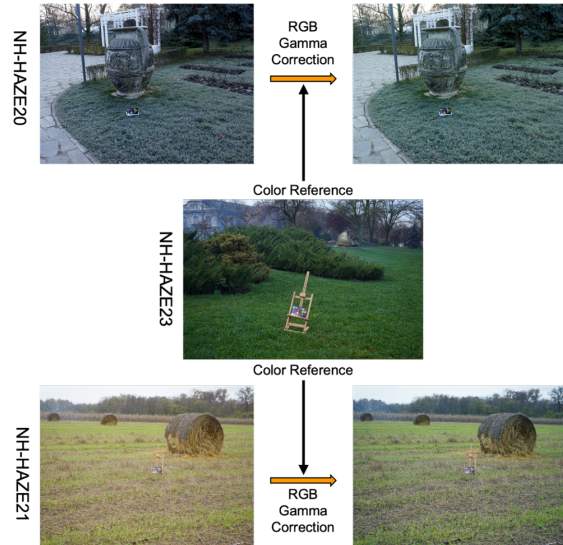 NH-HAZE20
RGB
Gamma
Correction
Color Reference
NH-HAZE23
Color Reference
NH-HAZE21
RGB
Gamma
Correction